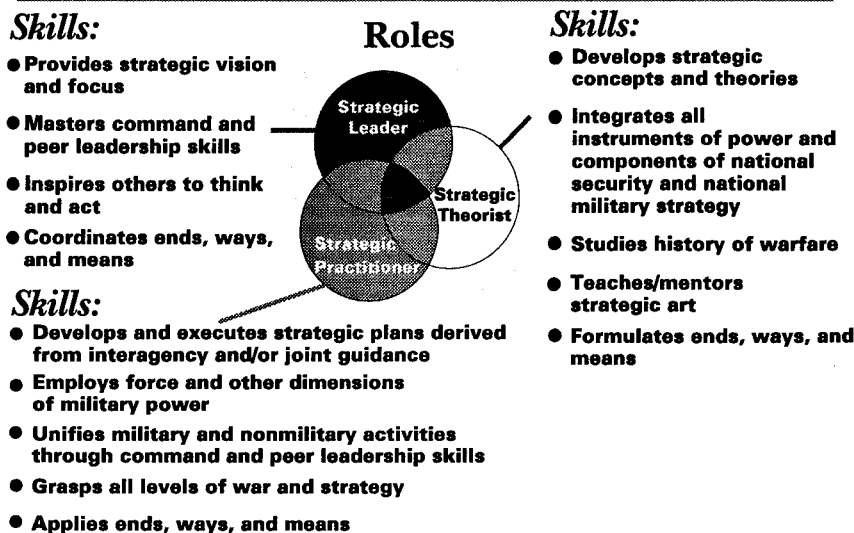 Skills:
● Provides strategic vision
and focus
● Masters command and
peer leadership skills
● Inspires others to think
and act
● Coordinates ends, ways,
and means
Roles
Strategic
Leader
Strategic
Theorist
Strategic
Practitioner
Skills:
● Develops strategic
concepts and theories
● Integrates all
instruments of power and
components of national
security and national
military strategy
● Studies history of warfare
● Teaches/mentors
strategic art
● Formulates ends, ways, and
means
Skills:
● Develops and executes strategic plans derived
from interagency and/or joint guidance
● Employs force and other dimensions
of military power
● Unifies military and nonmilitary activities
through command and peer leadership skills
● Grasps all levels of war and strategy
● Applies ends, ways, and means